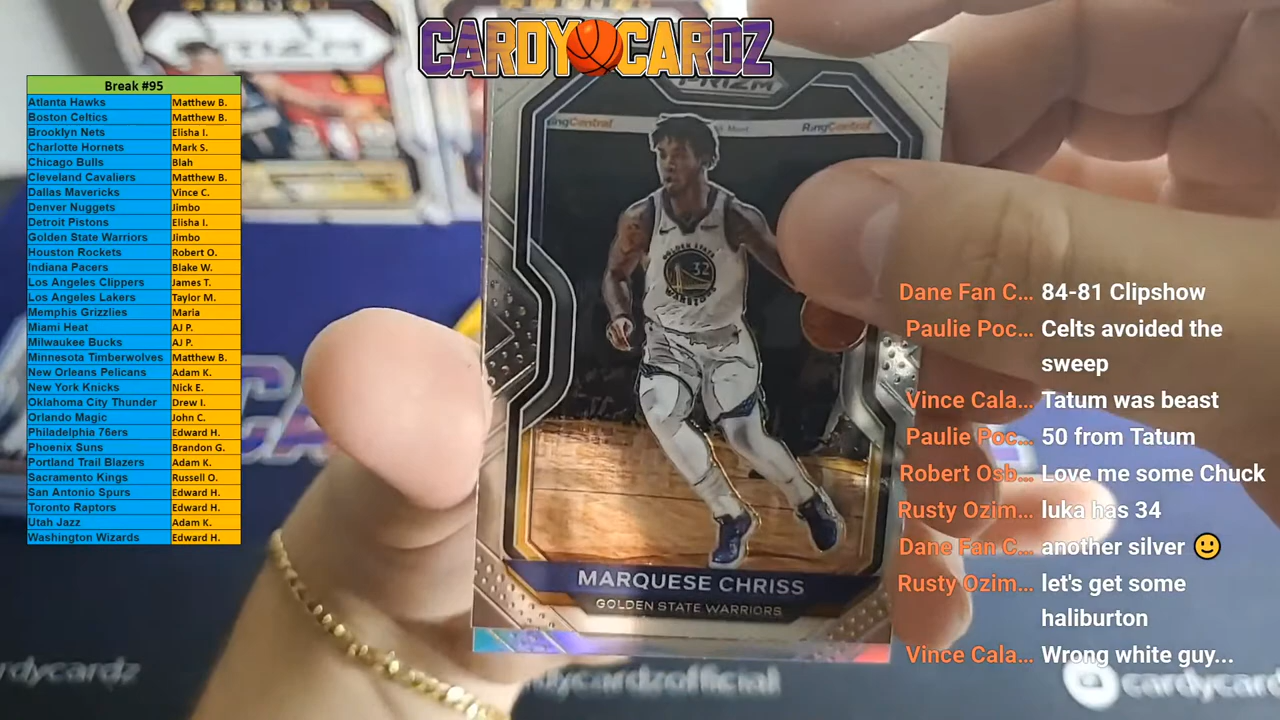 CARDY CARDZ
PRIZM
PRIZM
Break #95
Atlanta Hawks Matthew B.
Boston Celtics Matthew B.
Brooklyn Nets Elisha I.
Charlotte Hornets Mark S.
Chicago Bulls Blah
Cleveland Cavaliers Matthew B.
Dallas Mavericks Vince C.
Denver Nuggets Jimbo
Detroit Pistons Elisha I.
Golden State Warriors Jimbo
Houston Rockets Robert O.
Indiana Pacers Blake W.
Los Angeles Clippers James T.
Los Angeles Lakers Taylor M.
Memphis Grizzlies Maria
Miami Heat AJ P.
Milwaukee Bucks AJ P.
Minnesota Timberwolves Matthew B.
New Orleans Pelicans Adam K.
New York Knicks Nick E.
Oklahoma City Thunder Drew I.
Orlando Magic John C.
Philadelphia 76ers Edward H.
Phoenix Suns Brandon G.
Portland Trail Blazers Adam K.
Sacramento Kings Russell O.
San Antonio Spurs Edward H.
Toronto Raptors Edward H.
Utah Jazz Adam K.
Washington Wizards Edward H.
RingCentral
GOLDEN STATE
32
WARRIORS
MARQUESE CHRISS
GOLDEN STATE WARRIORS
Dane Fan C... 84-81 Clipshow
Paulie Poc... Celts avoided the
sweep
Vince Cala... Tatum was beast
Paulie Poc... 50 from Tatum
Robert Osb... Love me some Chuck
Rusty Ozim... luka has 34
Dane Fan C... another silver 🙂
Rusty Ozim... let's get some
haliburton
Vince Cala... Wrong white guy...
rdycardz
cardycardzofficial
cardycardz